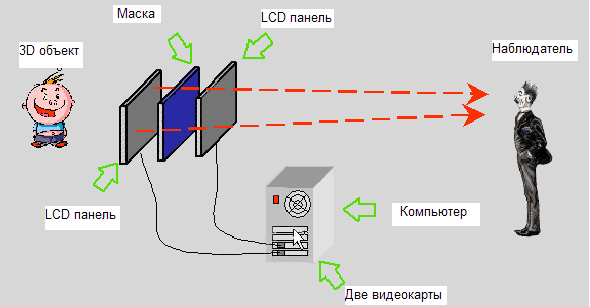 Маска
LCD панель
3D объект
Наблюдатель
LCD панель
Компьютер
Две видеокарты